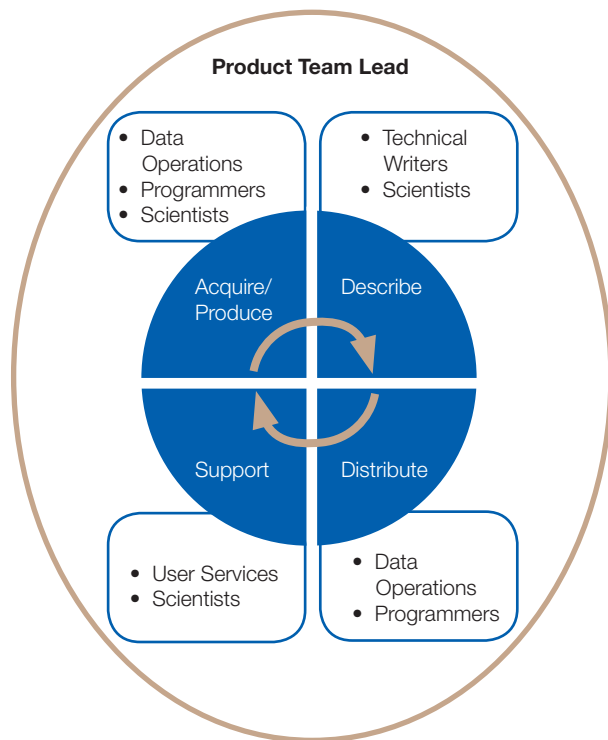 Product Team Lead
• Data
Operations
• Programmers
• Scientists
• Technical
Writers
• Scientists
Acquire/
Produce
Describe
Support
Distribute
• User Services
• Scientists
• Data
Operations
• Programmers